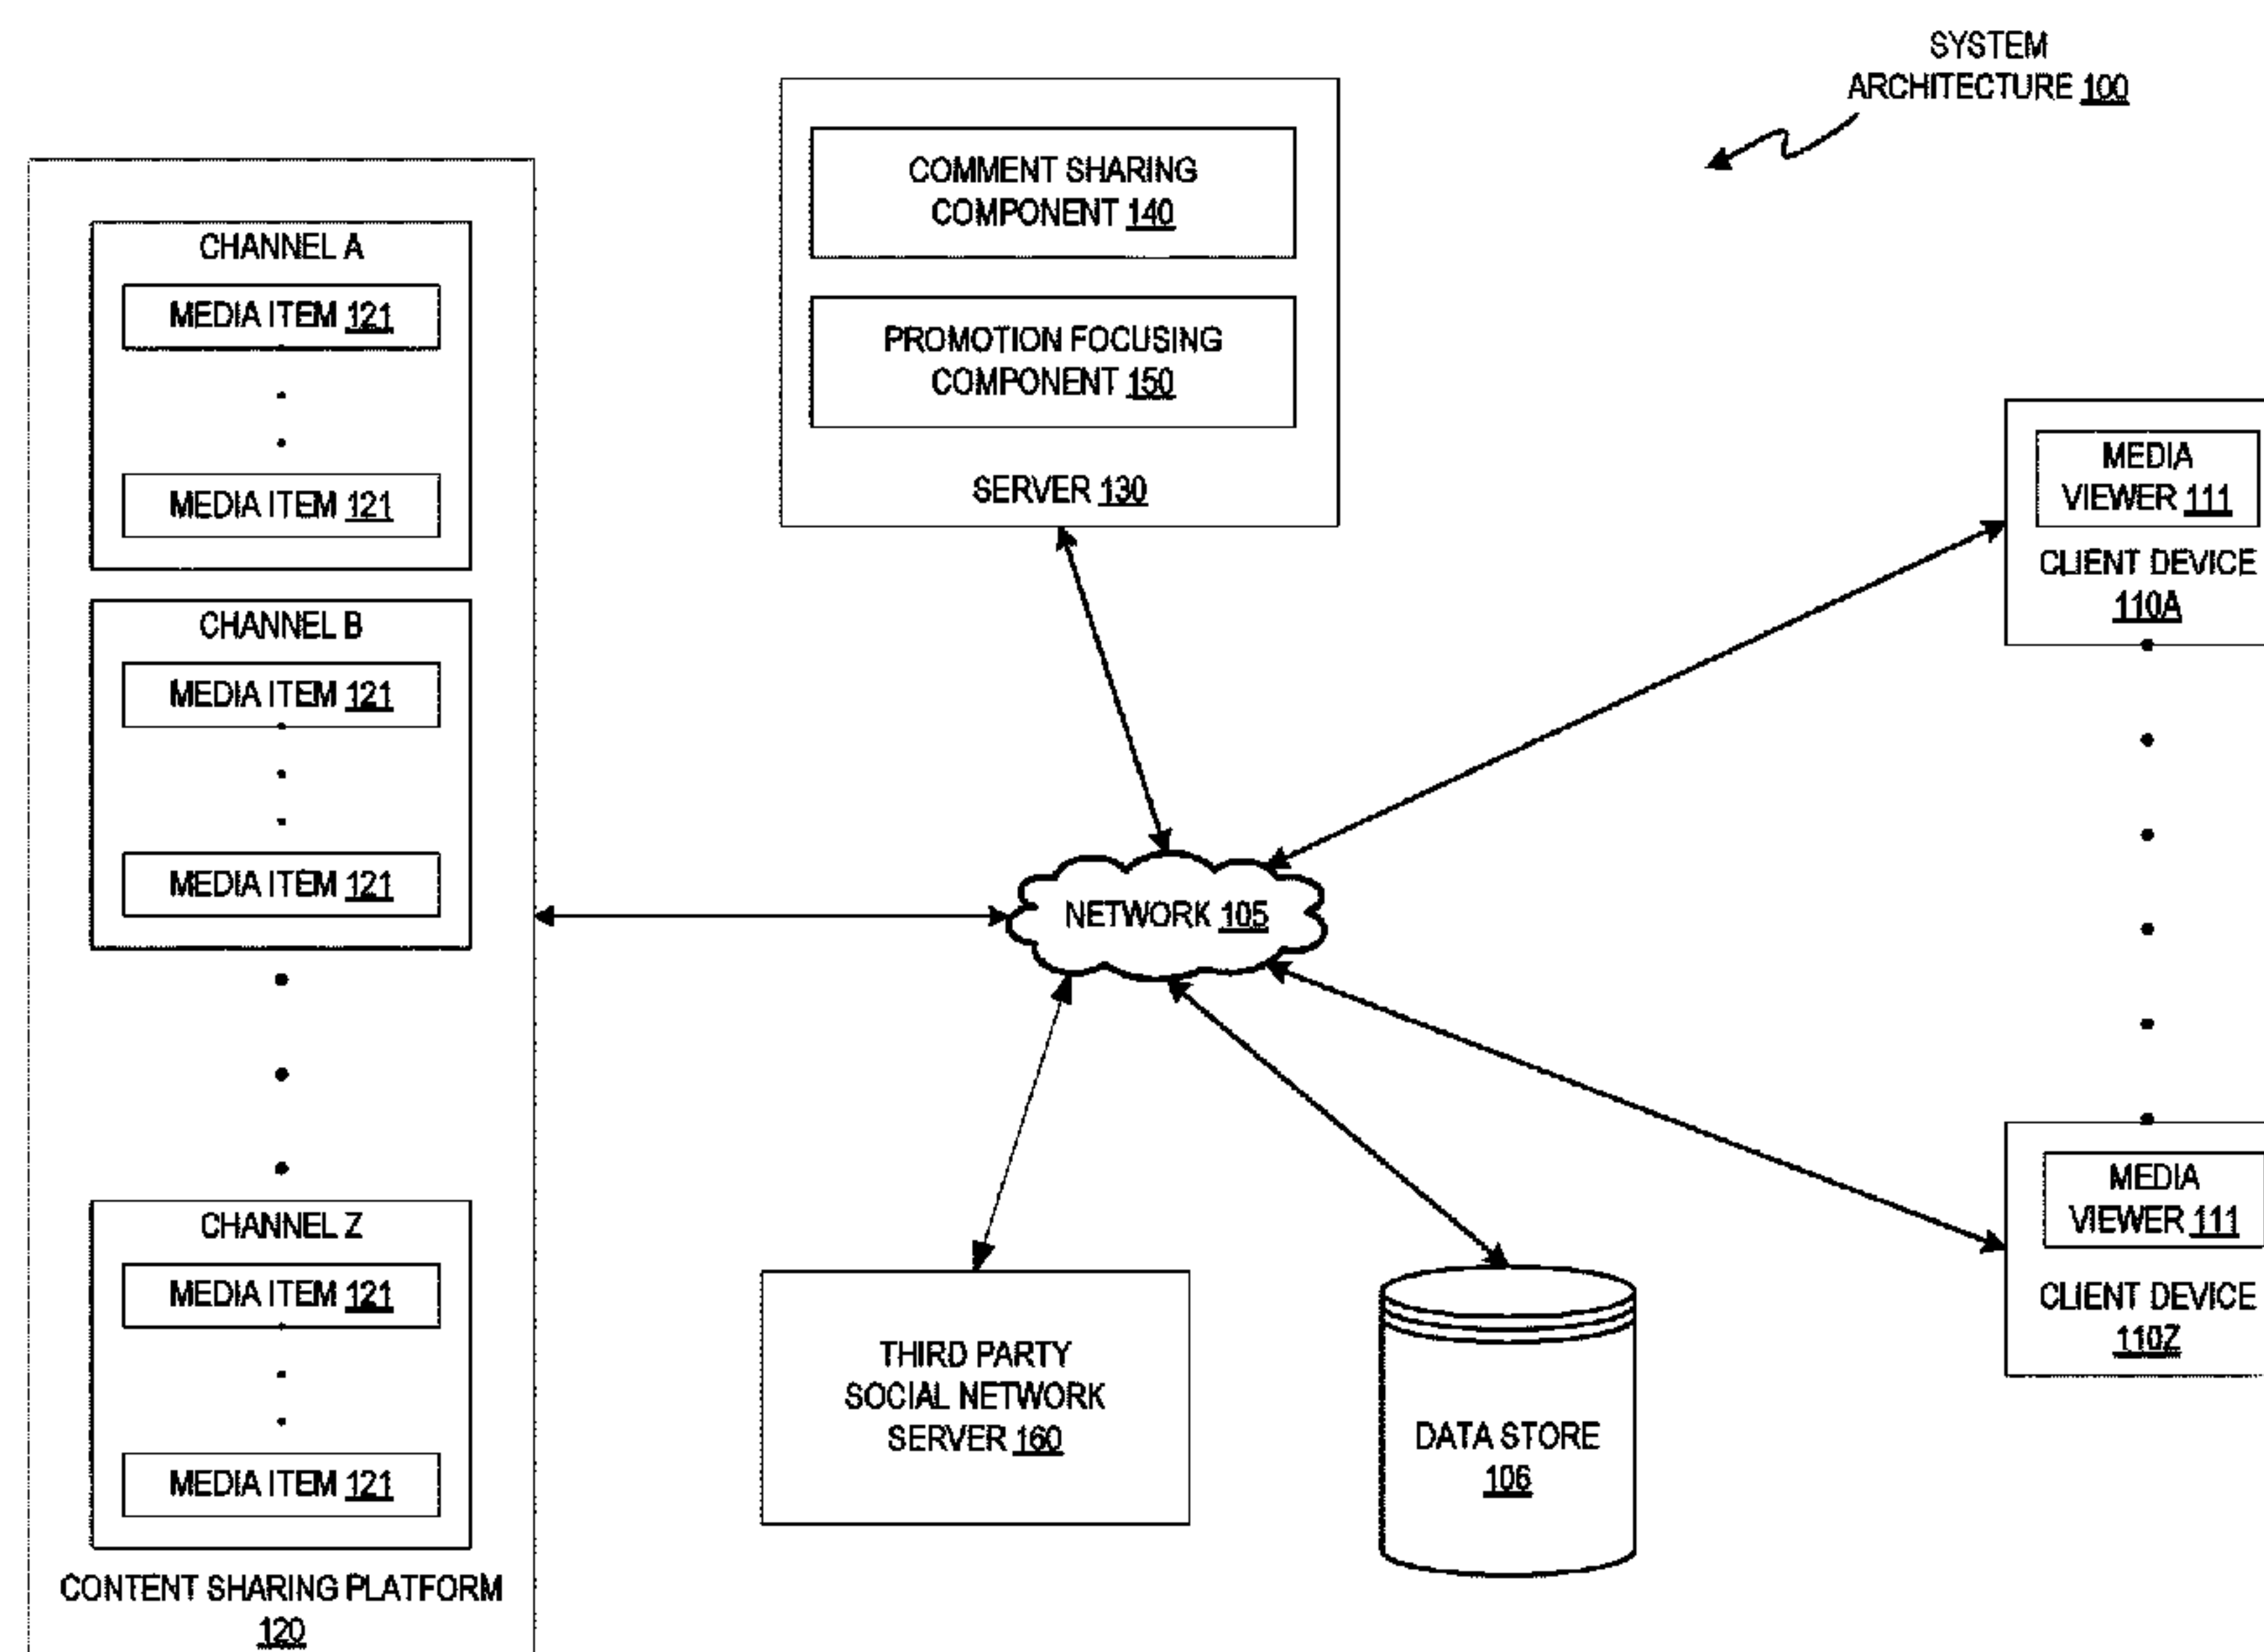 SYSTEM
ARCHITECTURE 100
COMMENT SHARING
COMPONENT 140
PROMOTION FOCUSING
COMPONENT 150
SERVER 130
CHANNEL A
MEDIA ITEM 121
MEDIA ITEM 121
CHANNEL B
MEDIA ITEM 121
MEDIA ITEM 121
CHANNEL Z
MEDIA ITEM 121
MEDIA ITEM 121
CONTENT SHARING PLATFORM
120
NETWORK 105
THIRD PARTY
SOCIAL NETWORK
SERVER 160
DATA STORE
106
MEDIA
VIEWER 111
CLIENT DEVICE
110A
MEDIA
VIEWER 111
CLIENT DEVICE
110Z